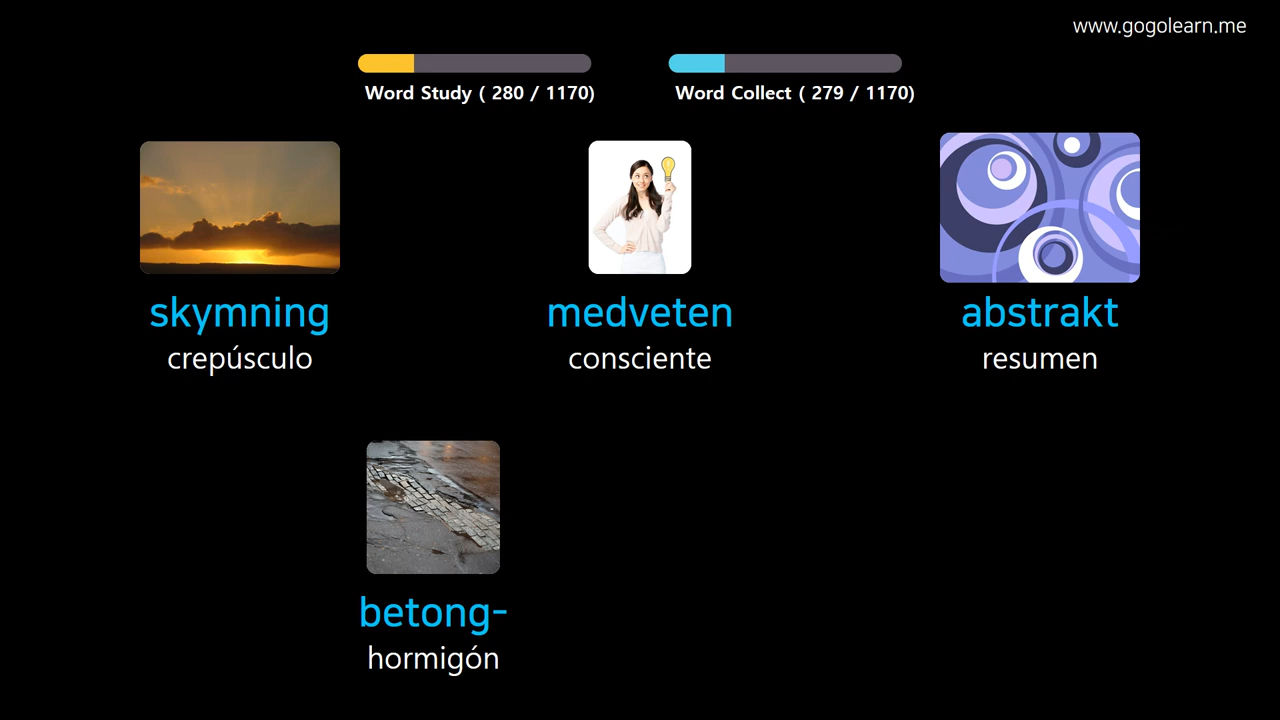 www.gogolearn.me
Word Study ( 280 / 1170)
Word Collect ( 279 / 1170)
skymning
crepúsculo
medveten
consciente
abstrakt
resumen
betong-
hormigón